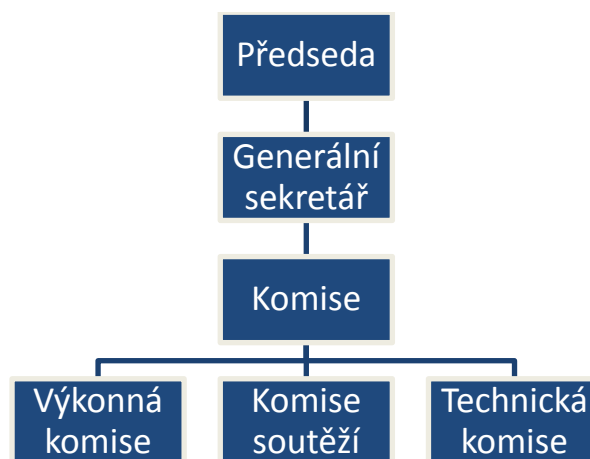 Předseda
Generální
sekretář
Komise
Výkonná
komise
Komise
soutěží
Technická
komise